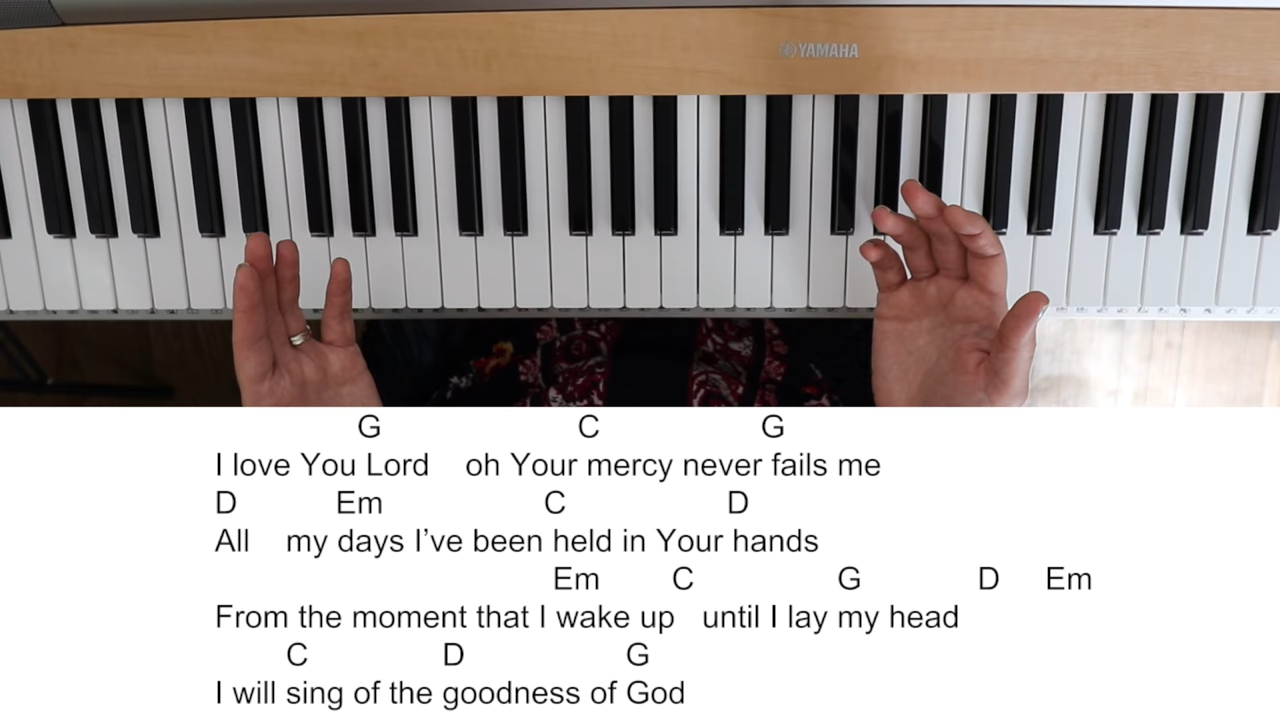 YAMAHA
G C G
I love You Lord oh Your mercy never fails me
D Em C D
All my days I’ve been held in Your hands
Em C G D Em
From the moment that I wake up until I lay my head
C D G
I will sing of the goodness of God